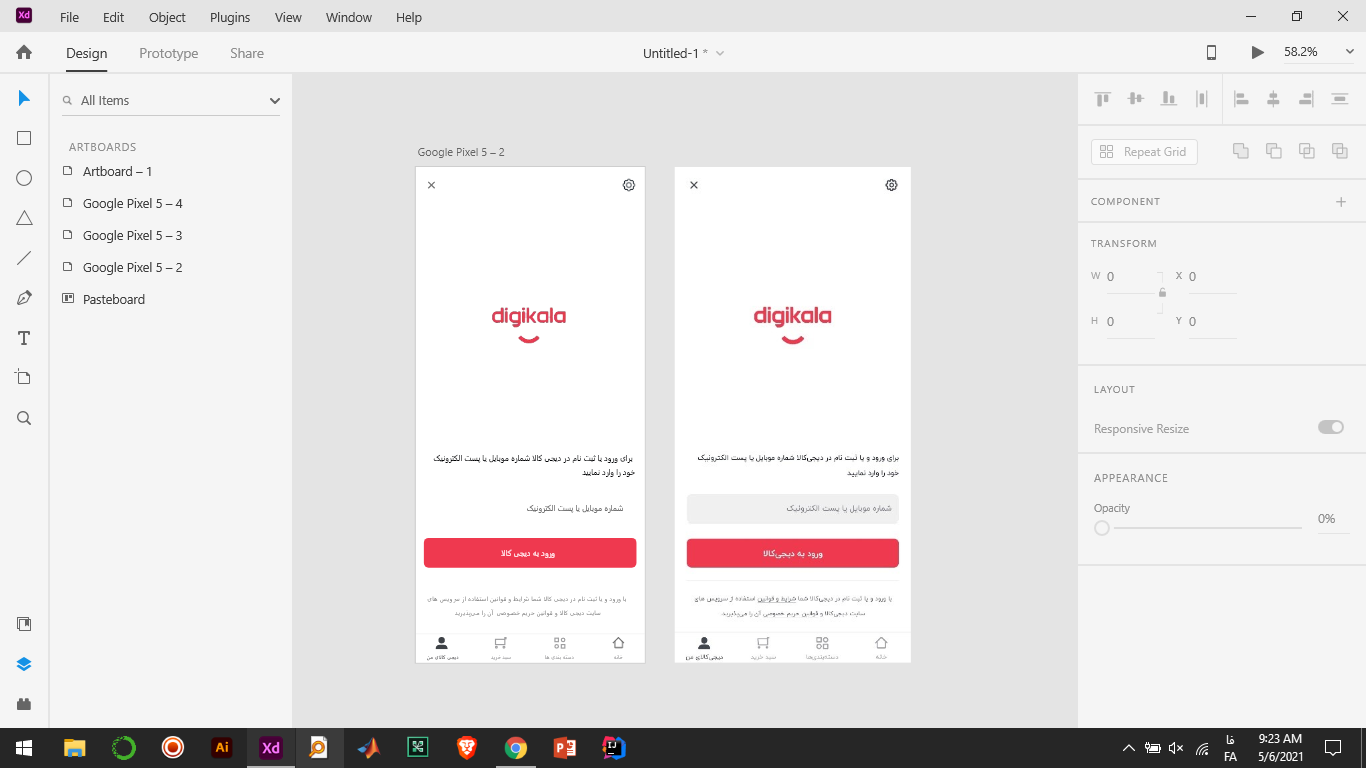 Xd
File Edit Object Plugins View Window Help
Design Prototype Share
Untitled-1 *
58.2%
All Items
ARTBOARDS
Artboard – 1
Google Pixel 5 – 4
Google Pixel 5 – 3
Google Pixel 5 – 2
Pasteboard
Google Pixel 5 – 2
digikala
برای ورود یا ثبت نام در دیجی کالا شماره موبایل یا پست الکترونیک
خود را وارد نمایید
شماره موبایل یا پست الکترونیک
ورود به دیجی کالا
با ورود و یا ثبت نام در دیجی کالا شما شرایط و قوانین استفاده از سرویس های
سایت دیجی کالا و قوانین حریم خصوصی آن را میپذیرید
خانه
دسته بندی ها
سبد خرید
دیجی کالای من
digikala
برای ورود و یا ثبت نام در دیجی‌کالا شماره موبایل یا پست الکترونیک
خود را وارد نمایید
شماره موبایل یا پست الکترونیک
ورود به دیجی‌کالا
با ورود و یا ثبت نام در دیجی‌کالا شما شرایط و قوانین استفاده از سرویس های
سایت دیجی‌کالا و قوانین حریم خصوصی آن را می‌پذیرید.
خانه
دسته‌بندی‌ها
سبد خرید
دیجی‌کالای من
Repeat Grid
COMPONENT
TRANSFORM
W 0 X 0
H 0 Y 0
LAYOUT
Responsive Resize
APPEARANCE
Opacity
0%
Ai
Xd
IJ
فا
FA
9:23 AM
5/6/2021